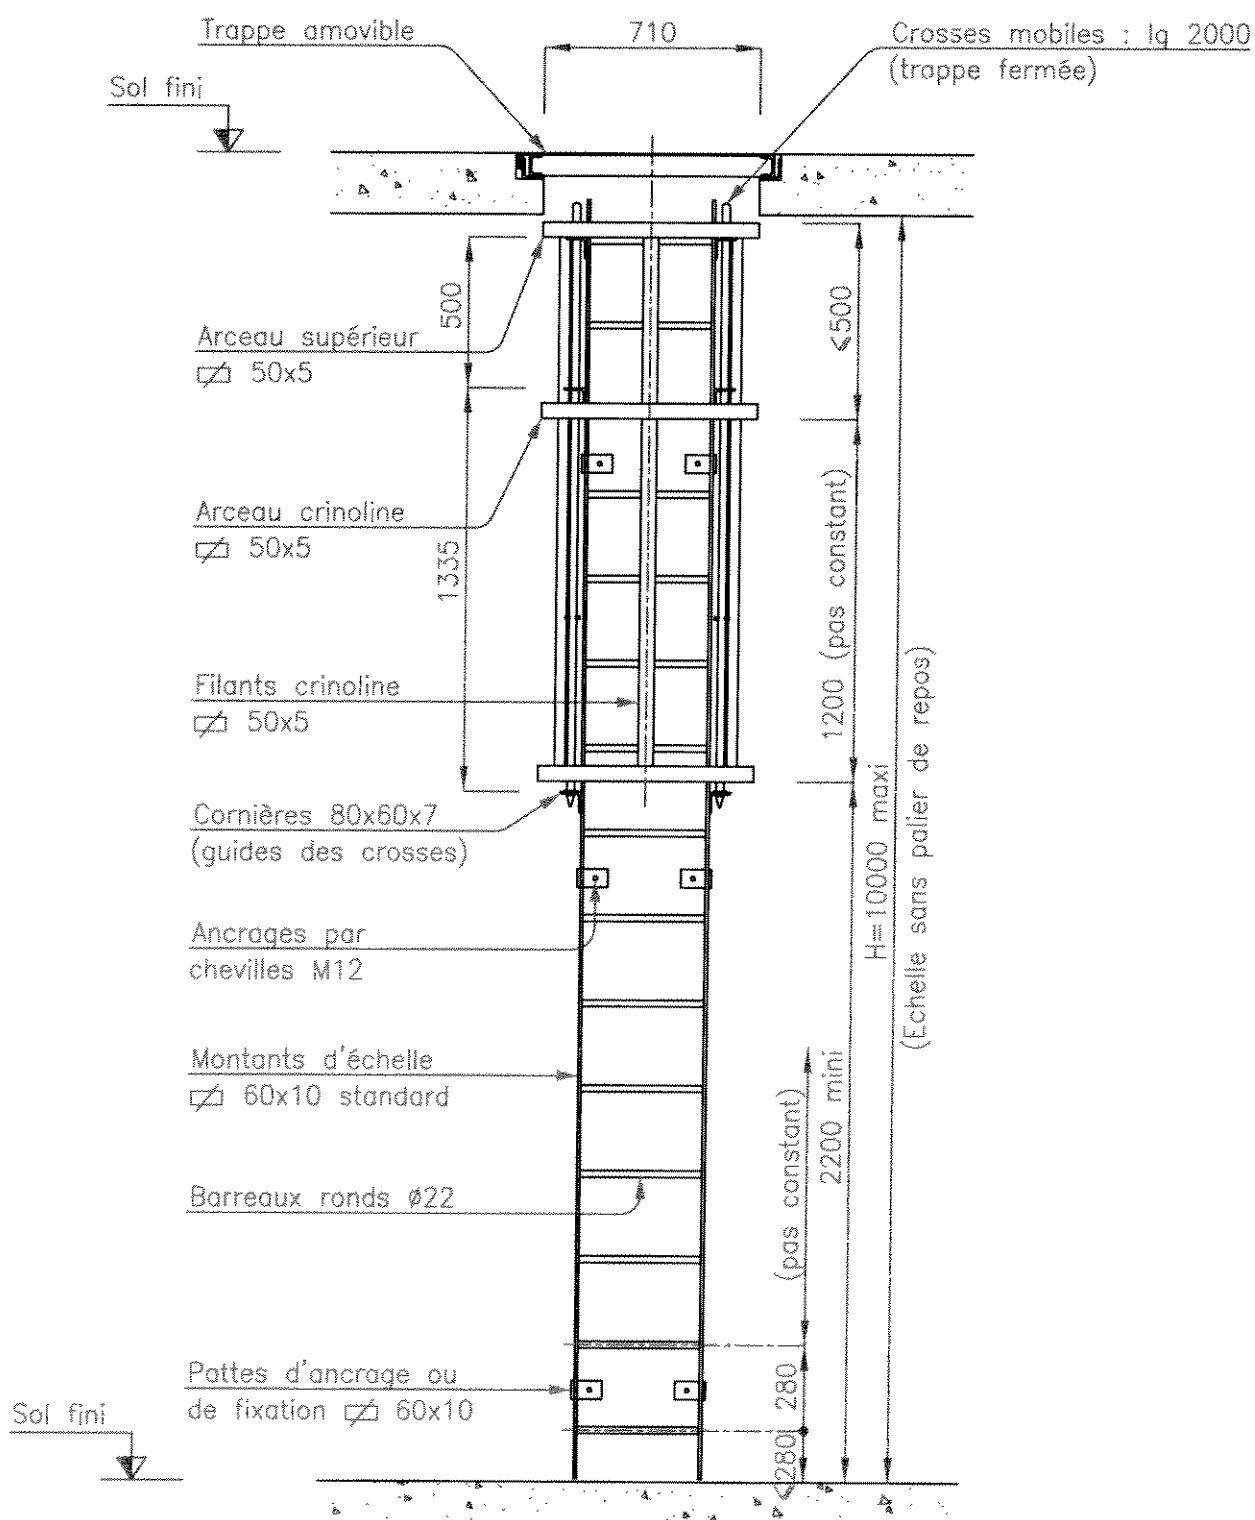 Trappe amovible
710
Crosses mobiles : lg 2000
(trappe fermée)
Sol fini
500
<500
Arceau supérieur
50x5
Arceau crinoline
50x5
1335
1200 (pas constant)
Filants crinoline
50x5
Cornières 80x60x7
(guides des crosses)
H=10000 maxi
(Echelle sans palier de repos)
Ancrages par
chevilles M12
Montants d'échelle
60x10 standard
2200 mini
(pas constant)
Barreaux ronds Ø22
Pattes d'ancrage ou
de fixation 60x10
280
<280
Sol fini